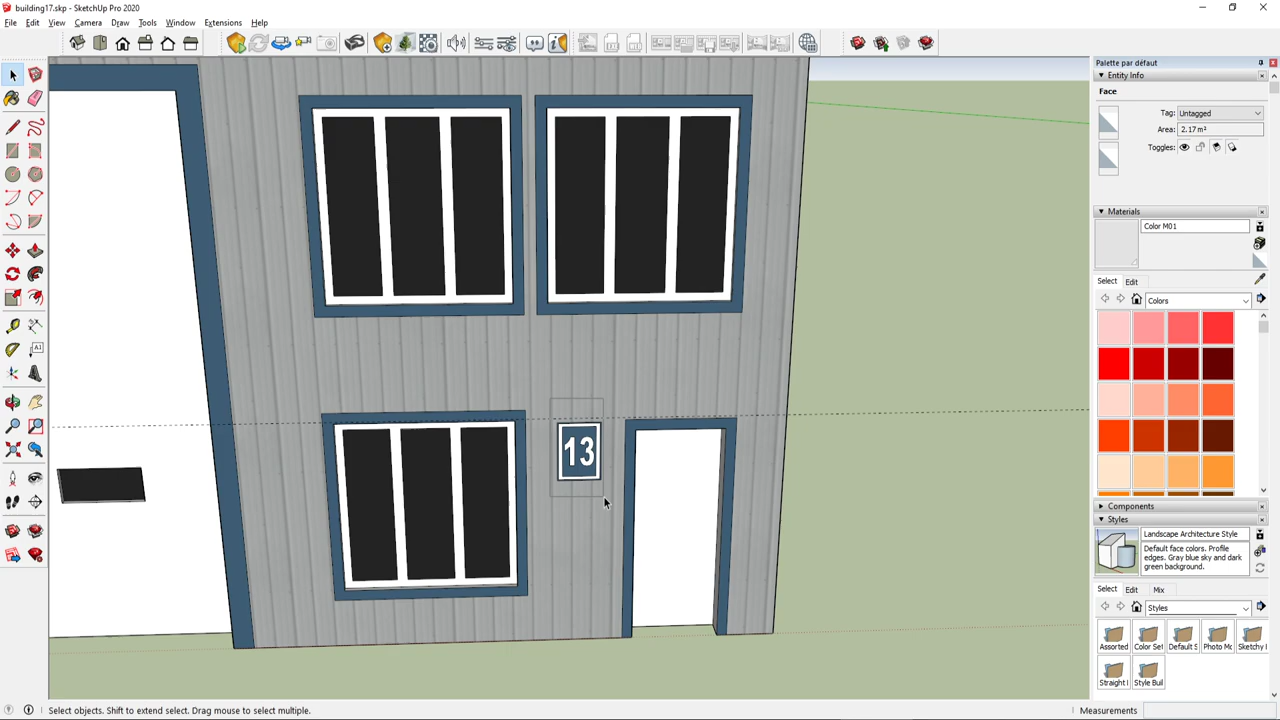 building17.skp - SketchUp Pro 2020
File Edit View Camera Draw Tools Window Extensions Help
Palette par défaut
Entity Info
Face
Tag: Untagged
Area: 2.17 m²
Toggles:
Materials
Color M01
Select Edit
Colors
13
Components
Styles
Landscape Architecture Style
Default face colors. Profile
edges. Gray blue sky and dark
green background.
Select Edit Mix
Styles
Assorted Color Set Default S Photo Mo Sketchy I
Straight l Style Buil
Select objects. Shift to extend select. Drag mouse to select multiple.
Measurements